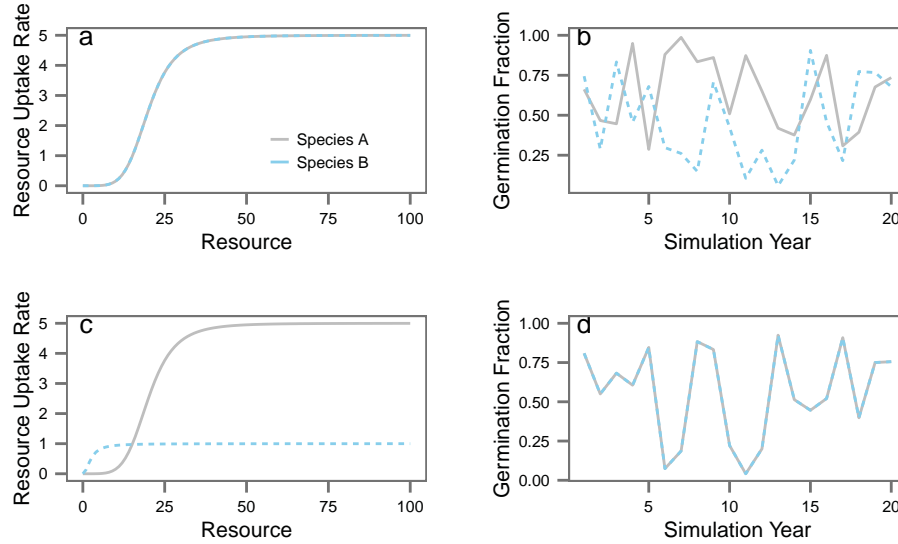 a
Resource Uptake Rate
5
4
3
2
1
0
Species A
Species B
0
25
50
75
100
Resource
b
Germination Fraction
1.00
0.75
0.50
0.25
5
10
15
20
Simulation Year
c
Resource Uptake Rate
5
4
3
2
1
0
0
25
50
75
100
Resource
d
Germination Fraction
1.00
0.75
0.50
0.25
0.00
5
10
15
20
Simulation Year